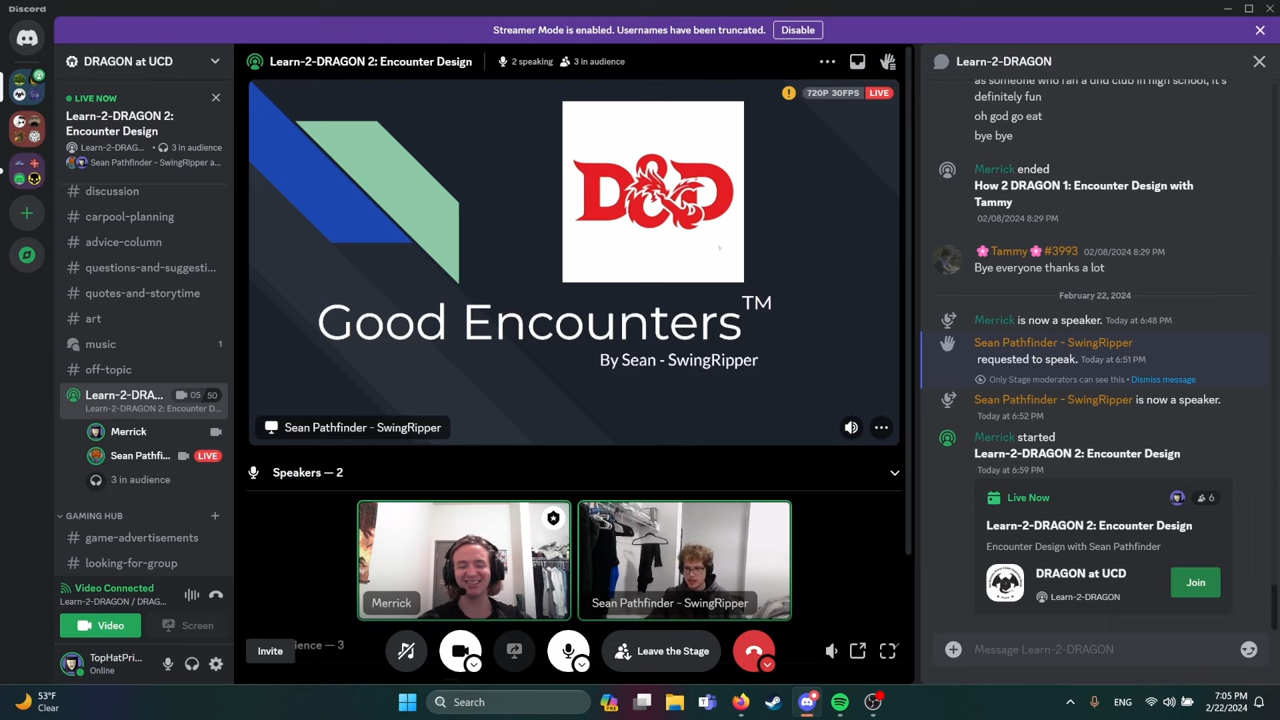 Discord
Streamer Mode is enabled. Usernames have been truncated.
Disable
DRAGON at UCD
LIVE NOW
Learn-2-DRAGON 2:
Encounter Design
Learn-2-DRAG...
3 in audience
Sean Pathfinder - SwingRipper a...
discussion
carpool-planning
advice-column
questions-and-suggesti...
quotes-and-storytime
art
music
1
off-topic
Learn-2-DRA...
05
50
Learn-2-DRAGON 2: Encounter D...
Merrick
Sean Pathfi...
LIVE
3 in audience
GAMING HUB
game-advertisements
looking-for-group
Video Connected
Learn-2-DRAGON / DRAG...
Video
Screen
TopHatPri...
Online
Learn-2-DRAGON 2: Encounter Design
2 speaking
3 in audience
720P 30FPS
LIVE
D&D
Good Encounters™
By Sean - SwingRipper
Sean Pathfinder - SwingRipper
Speakers — 2
Merrick
Sean Pathfinder - SwingRipper
Invite
dience — 3
Leave the Stage
Learn-2-DRAGON
as someone who ran a dnd club in high school, it's
definitely fun
oh god go eat
bye bye
Merrick ended
How 2 DRAGON 1: Encounter Design with
Tammy
02/08/2024 8:29 PM
🌸Tammy🌸#3993 02/08/2024 8:29 PM
Bye everyone thanks a lot
February 22, 2024
Merrick is now a speaker. Today at 6:48 PM
Sean Pathfinder - SwingRipper
requested to speak. Today at 6:51 PM
Only Stage moderators can see this • Dismiss message
Sean Pathfinder - SwingRipper is now a speaker.
Today at 6:52 PM
Merrick started
Learn-2-DRAGON 2: Encounter Design
Today at 6:59 PM
Live Now
6
Learn-2-DRAGON 2: Encounter Design
Encounter Design with Sean Pathfinder
DRAGON at UCD
Learn-2-DRAGON
Join
Message Learn-2-DRAGON
53°F
Clear
Search
PRE
ENG
7:05 PM
2/22/2024